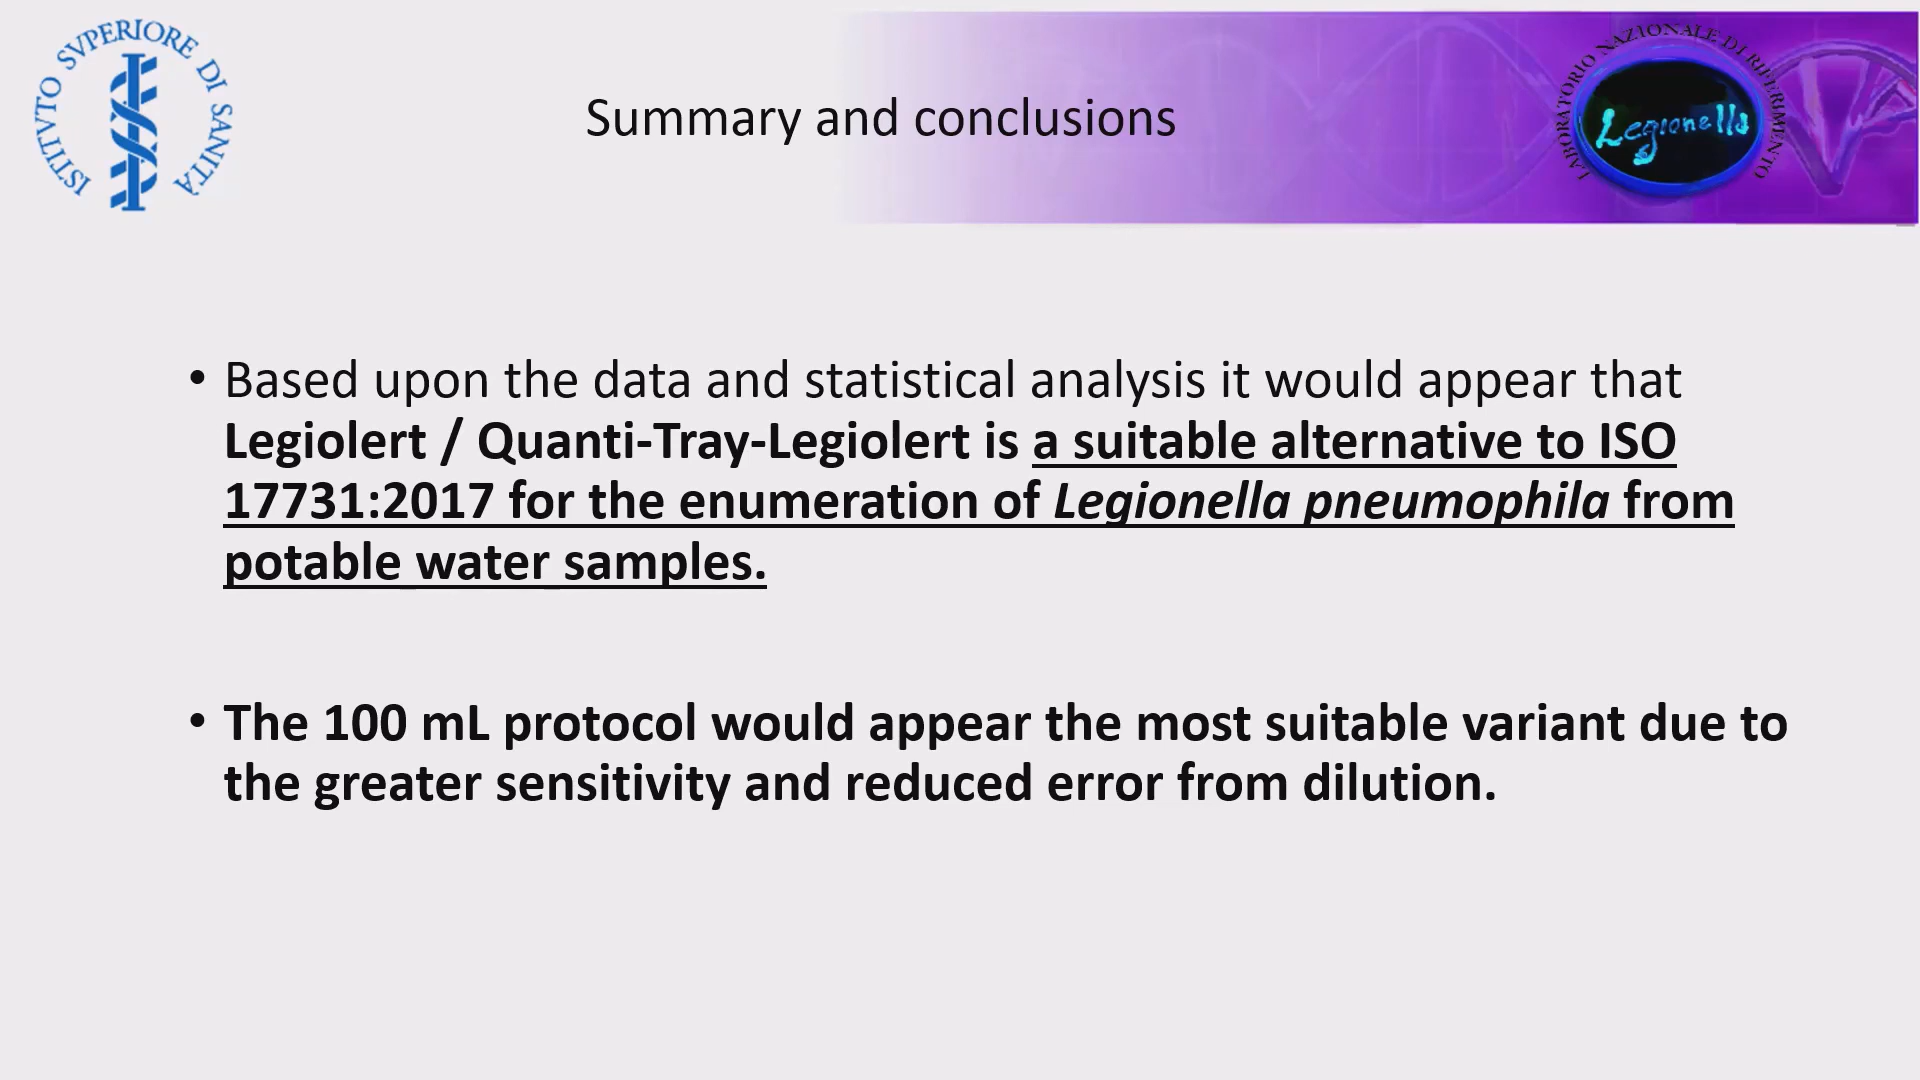 ISTITVTO SVPERIORE DI SANITÀ
Summary and conclusions
LABORATORIO NAZIONALE DI RIFERIMENTO
Legionella
• Based upon the data and statistical analysis it would appear that
Legiolert / Quanti-Tray-Legiolert is a suitable alternative to ISO
17731:2017 for the enumeration of Legionella pneumophila from
potable water samples.
• The 100 mL protocol would appear the most suitable variant due to
the greater sensitivity and reduced error from dilution.